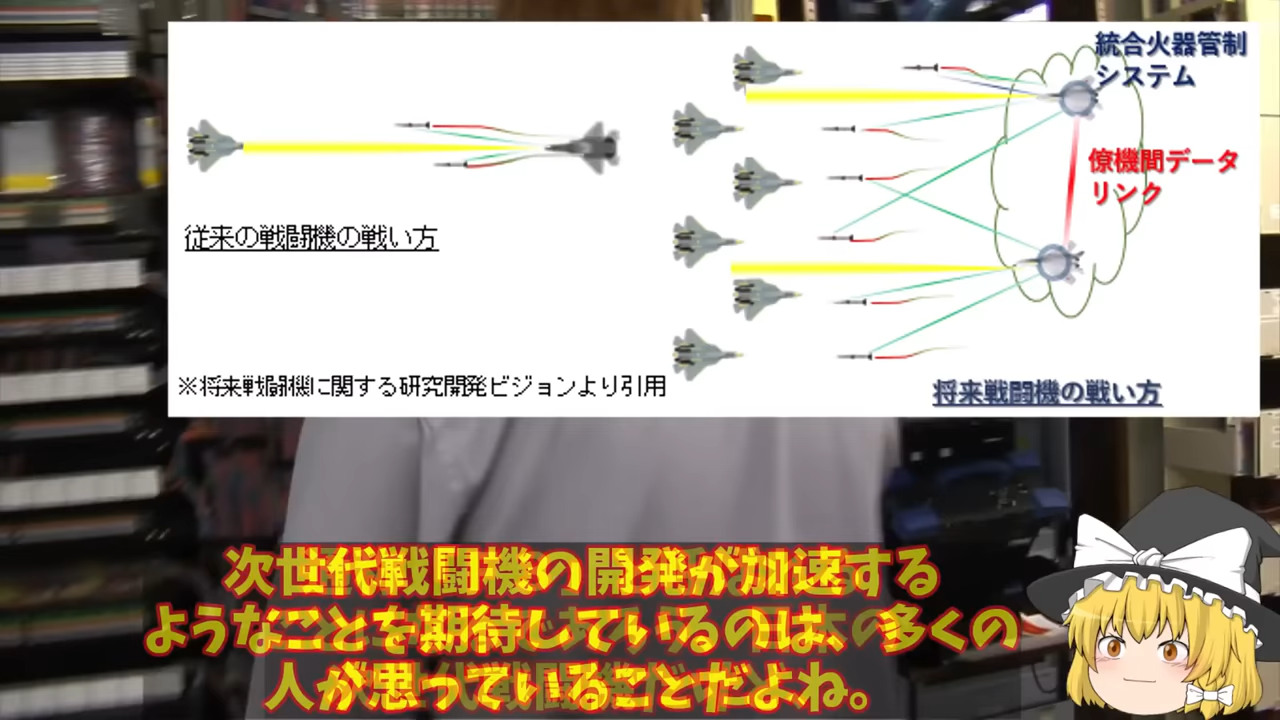 統合火器管制
システム
僚機間データ
リンク
従来の戦闘機の戦い方
※将来戦闘機に関する研究開発ビジョンより引用
将来戦闘機の戦い方
次世代戦闘機の開発が加速する
ようなことを期待しているのは、日本の多くの
人が思っていることだよね。